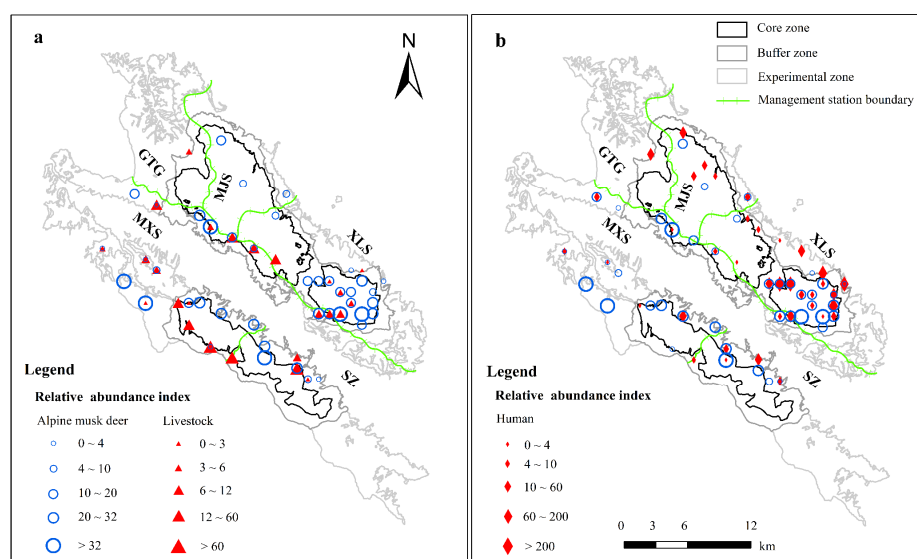 a
N
GTG
MJS
MXS
XLS
SZ
Legend
Relative abundance index
Alpine musk deer
Livestock
0 ~ 4
0 ~ 3
4 ~ 10
3 ~ 6
10 ~ 20
6 ~ 12
20 ~ 32
12 ~ 60
> 32
> 60
b
Core zone
Buffer zone
Experimental zone
Management station boundary
GTG
MJS
MXS
XLS
SZ
Legend
Relative abundance index
Human
0 ~ 4
4 ~ 10
10 ~ 60
60 ~ 200
> 200
0 3 6 12
km